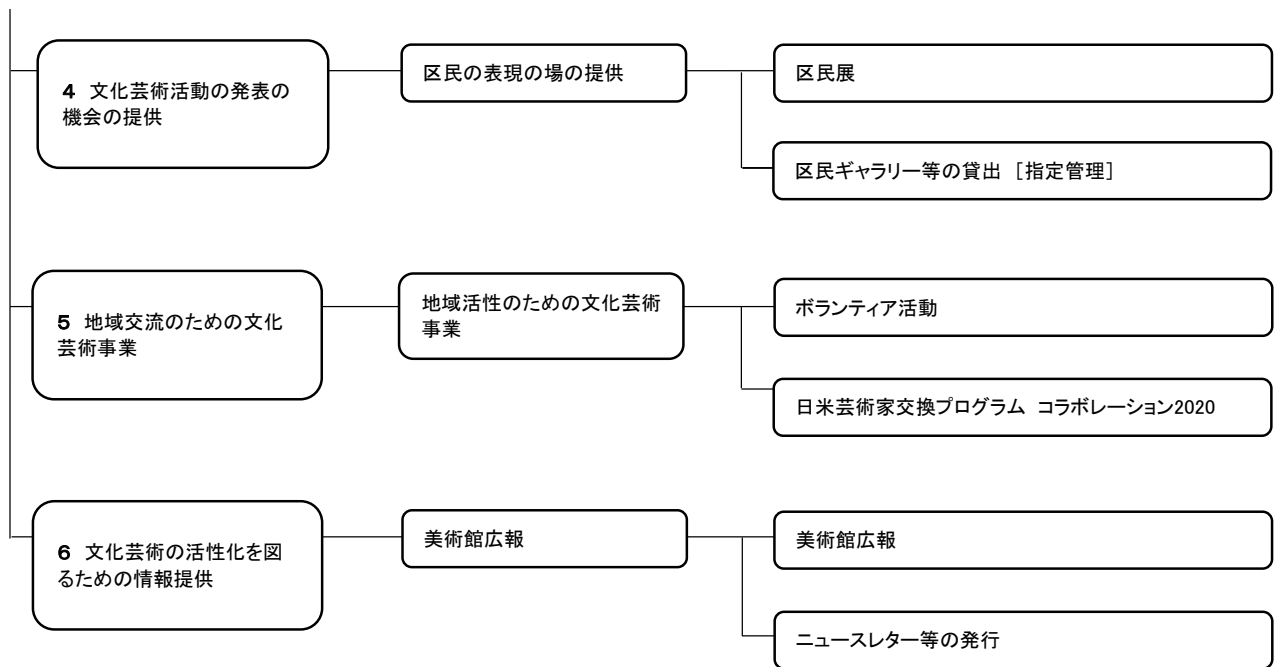 4 文化芸術活動の発表の
機会の提供
区民の表現の場の提供
区民展
区民ギャラリー等の貸出 [指定管理]
5 地域交流のための文化
芸術事業
地域活性のための文化芸術
事業
ボランティア活動
日米芸術家交換プログラム コラボレーション2020
6 文化芸術の活性化を図
るための情報提供
美術館広報
美術館広報
ニュースレター等の発行